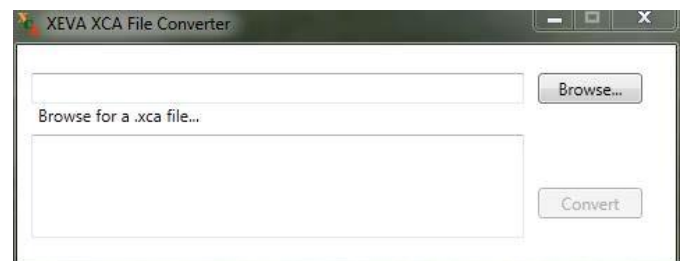 XEVA XCA File Converter
Browse...
Browse for a .xca file...
Convert